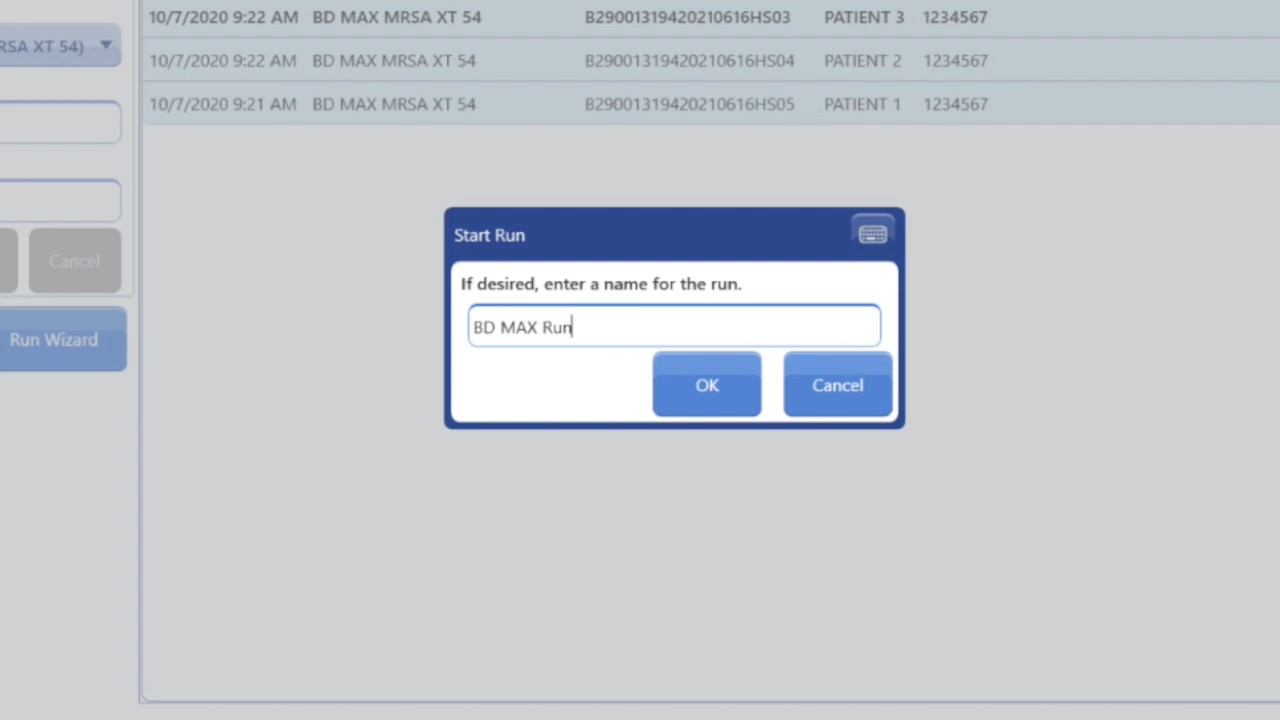 10/7/2020 9:22 AM BD MAX MRSA XT 54 B29001319420210616HS03 PATIENT 3 1234567
RSA XT 54)
10/7/2020 9:22 AM BD MAX MRSA XT 54 B29001319420210616HS04 PATIENT 2 1234567
10/7/2020 9:21 AM BD MAX MRSA XT 54 B29001319420210616HS05 PATIENT 1 1234567
Start Run
Cancel
If desired, enter a name for the run.
BD MAX Run
Run Wizard
OK Cancel